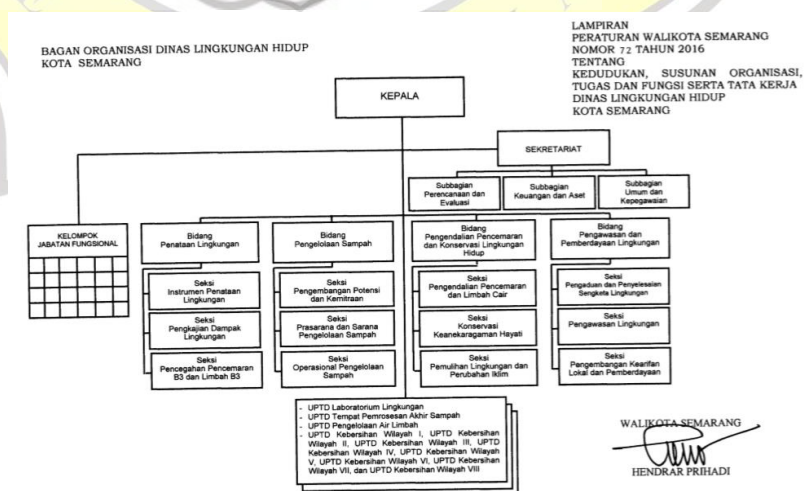 BAGAN ORGANISASI DINAS LINGKUNGAN HIDUP
KOTA SEMARANG
LAMPIRAN
PERATURAN WALIKOTA SEMARANG
NOMOR 72 TAHUN 2016
TENTANG
KEDUDUKAN, SUSUNAN ORGANISASI,
TUGAS DAN FUNGSI SERTA TATA KERJA
DINAS LINGKUNGAN HIDUP
KOTA SEMARANG
KEPALA
SEKRETARIAT
Subbagian
Perencanaan dan
Evaluasi
Subbagian
Keuangan dan Aset
Subbagian
Umum dan
Kepegawaian
KELOMPOK
JABATAN FUNGSIONAL
Bidang
Penataan Lingkungan
Bidang
Pengelolaan Sampah
Bidang
Pengendalian Pencemaran
dan Konservasi Lingkungan
Hidup
Bidang
Pengawasan dan
Pemberdayaan Lingkungan
Seksi
Instrumen Penataan
Lingkungan
Seksi
Pengembangan Potensi
dan Kemitraan
Seksi
Pengendalian Pencemaran
dan Limbah Cair
Seksi
Pengaduan dan Penyelesaian
Sengketa Lingkungan
Seksi
Pengkajian Dampak
Lingkungan
Seksi
Prasarana dan Sarana
Pengelolaan Sampah
Seksi
Konservasi
Keanekaragaman Hayati
Seksi
Pengawasan Lingkungan
Seksi
Pencegahan Pencemaran
B3 dan Limbah B3
Seksi
Operasional Pengelolaan
Sampah
Seksi
Pemulihan Lingkungan dan
Perubahan Iklim
Seksi
Pengembangan Kearifan
Lokal dan Pemberdayaan
- UPTD Laboratorium Lingkungan
- UPTD Tempat Pemrosesan Akhir Sampah
- UPTD Pengelolaan Air Limbah
- UPTD Kebersihan Wilayah I, UPTD Kebersihan
Wilayah II, UPTD Kebersihan Wilayah III, UPTD
Kebersihan Wilayah IV, UPTD Kebersihan Wilayah
V, UPTD Kebersihan Wilayah VI, UPTD Kebersihan
Wilayah VII, dan UPTD Kebersihan Wilayah VIII
WALIKOTA SEMARANG
HENDRAR PRIHADI